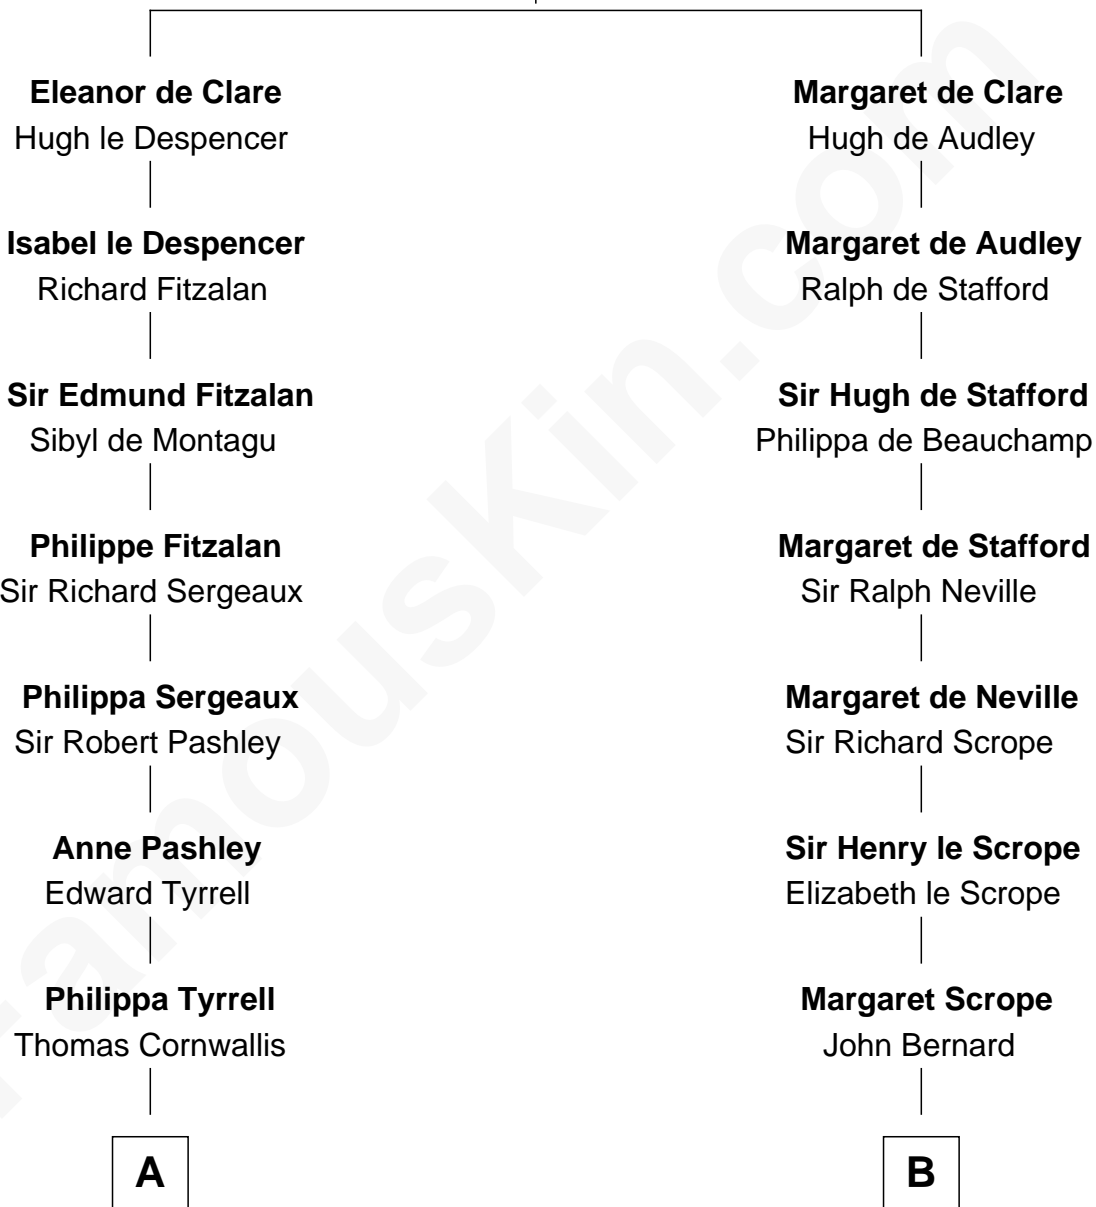 Eleanor de Clare
Hugh le Despencer
Isabel le Despencer
Richard Fitzalan
Sir Edmund Fitzalan
Sibyl de Montagu
Philippe Fitzalan
Sir Richard Sergeaux
Philippa Sergeaux
Sir Robert Pashley
Anne Pashley
Edward Tyrrell
Philippa Tyrrell
Thomas Cornwallis
A
Margaret de Clare
Hugh de Audley
Margaret de Audley
Ralph de Stafford
Sir Hugh de Stafford
Philippa de Beauchamp
Margaret de Stafford
Sir Ralph Neville
Margaret de Neville
Sir Richard Scrope
Sir Henry le Scrope
Elizabeth le Scrope
Margaret Scrope
John Bernard
B
FamousKin.com